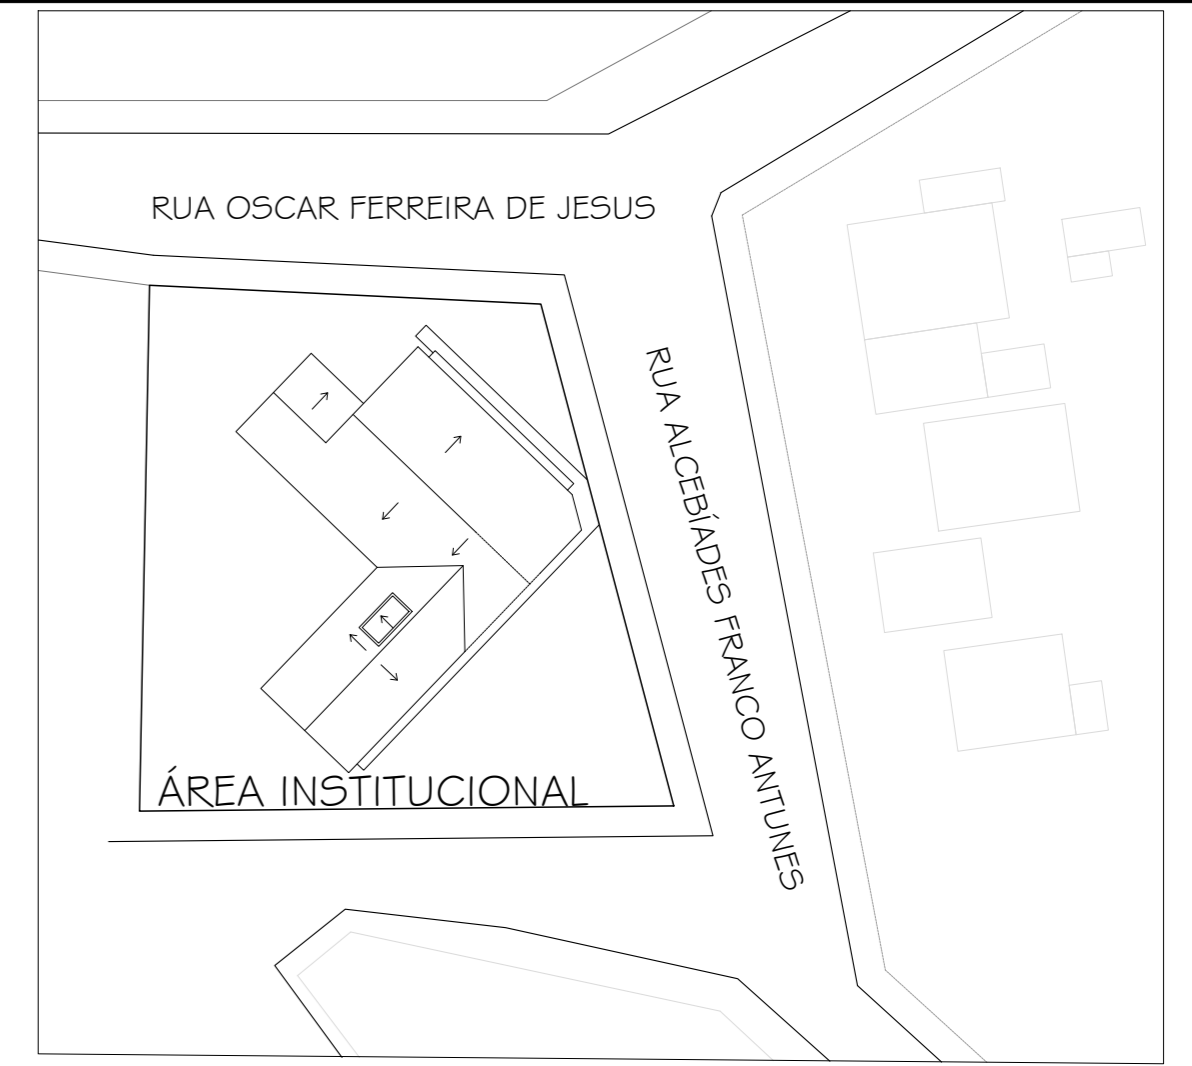 RUA OSCAR FERREIRA DE JESUS
RUA ALCEBÍADES FRANCO ANTUNES
ÁREA INSTITUCIONAL